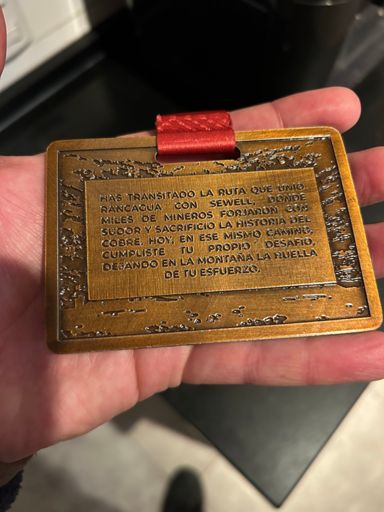 HAS TRANSITADO LA RUTA QUE UNIÓ
RANCAGUA CON SEWELL, DONDE
MILES DE MINEROS FORJARON CON
SUDOR Y SACRIFICIO LA HISTORIA DEL
COBRE. HOY, EN ESE MISMO CAMINO,
CUMPLISTE TU PROPIO DESAFÍO,
DEJANDO EN LA MONTAÑA LA HUELLA
DE TU ESFUERZO.